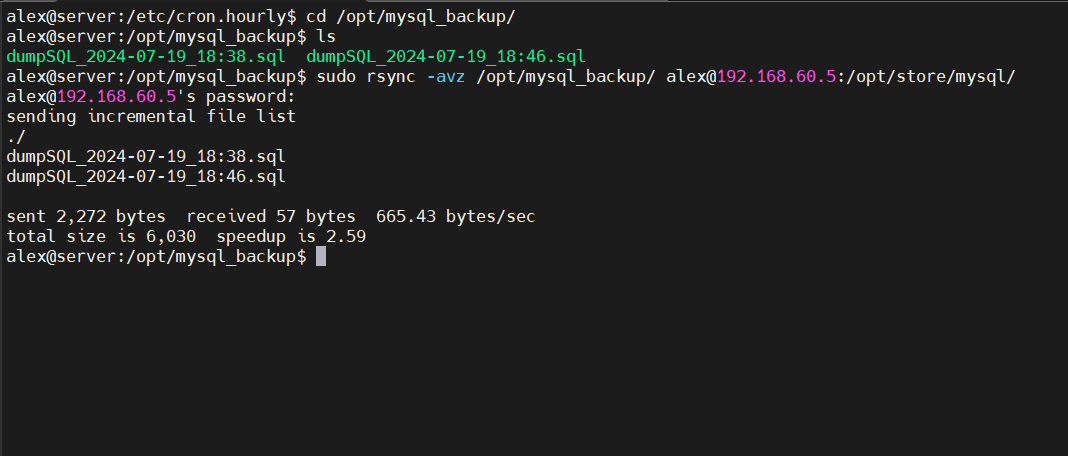 alex@server:/etc/cron.hourly$ cd /opt/mysql_backup/
alex@server:/opt/mysql_backup$ ls
dumpSQL_2024-07-19_18:38.sql  dumpSQL_2024-07-19_18:46.sql
alex@server:/opt/mysql_backup$ sudo rsync -avz /opt/mysql_backup/ alex@192.168.60.5:/opt/store/mysql/
alex@192.168.60.5's password:
sending incremental file list
./
dumpSQL_2024-07-19_18:38.sql
dumpSQL_2024-07-19_18:46.sql

sent 2,272 bytes  received 57 bytes  665.43 bytes/sec
total size is 6,030  speedup is 2.59
alex@server:/opt/mysql_backup$